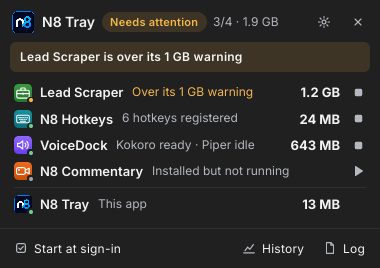 n8 N8 Tray Needs attention 3/4 · 1.9 GB
Lead Scraper is over its 1 GB warning
Lead Scraper Over its 1 GB warning 1.2 GB
N8 Hotkeys 6 hotkeys registered 24 MB
VoiceDock Kokoro ready · Piper idle 643 MB
N8 Commentary Installed but not running
n8 N8 Tray This app 13 MB
Start at sign-in History Log